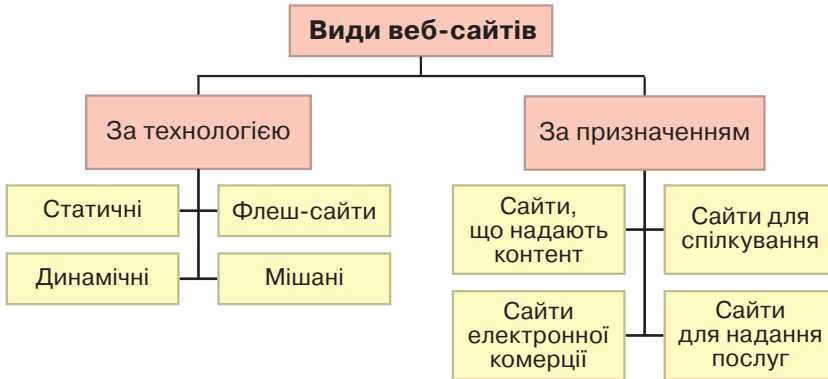 Види веб-сайтів
За технологією
За призначенням
Статичні
Флеш-сайти
Динамічні
Мішані
Сайти,
що надають
контент
Сайти для
спілкування
Сайти
електронної
комерції
Сайти
для надання
послуг